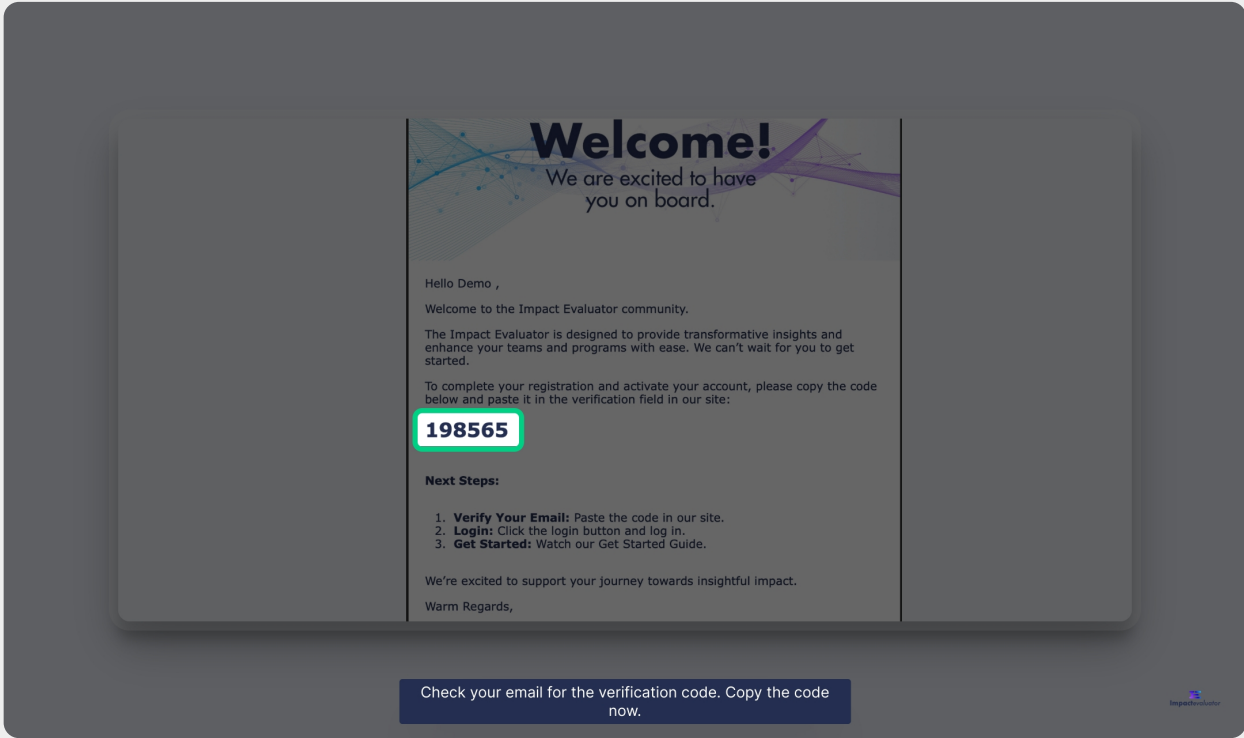 Welcome!
We are excited to have
you on board.
Hello Demo ,
Welcome to the Impact Evaluator community.
The Impact Evaluator is designed to provide transformative insights and
enhance your teams and programs with ease. We can’t wait for you to get
started.
To complete your registration and activate your account, please copy the code
below and paste it in the verification field in our site:
198565
Next Steps:
1. Verify Your Email: Paste the code in our site.
2. Login: Click the login button and log in.
3. Get Started: Watch our Get Started Guide.
We’re excited to support your journey towards insightful impact.
Warm Regards,
Check your email for the verification code. Copy the code
now.
impactevaluator